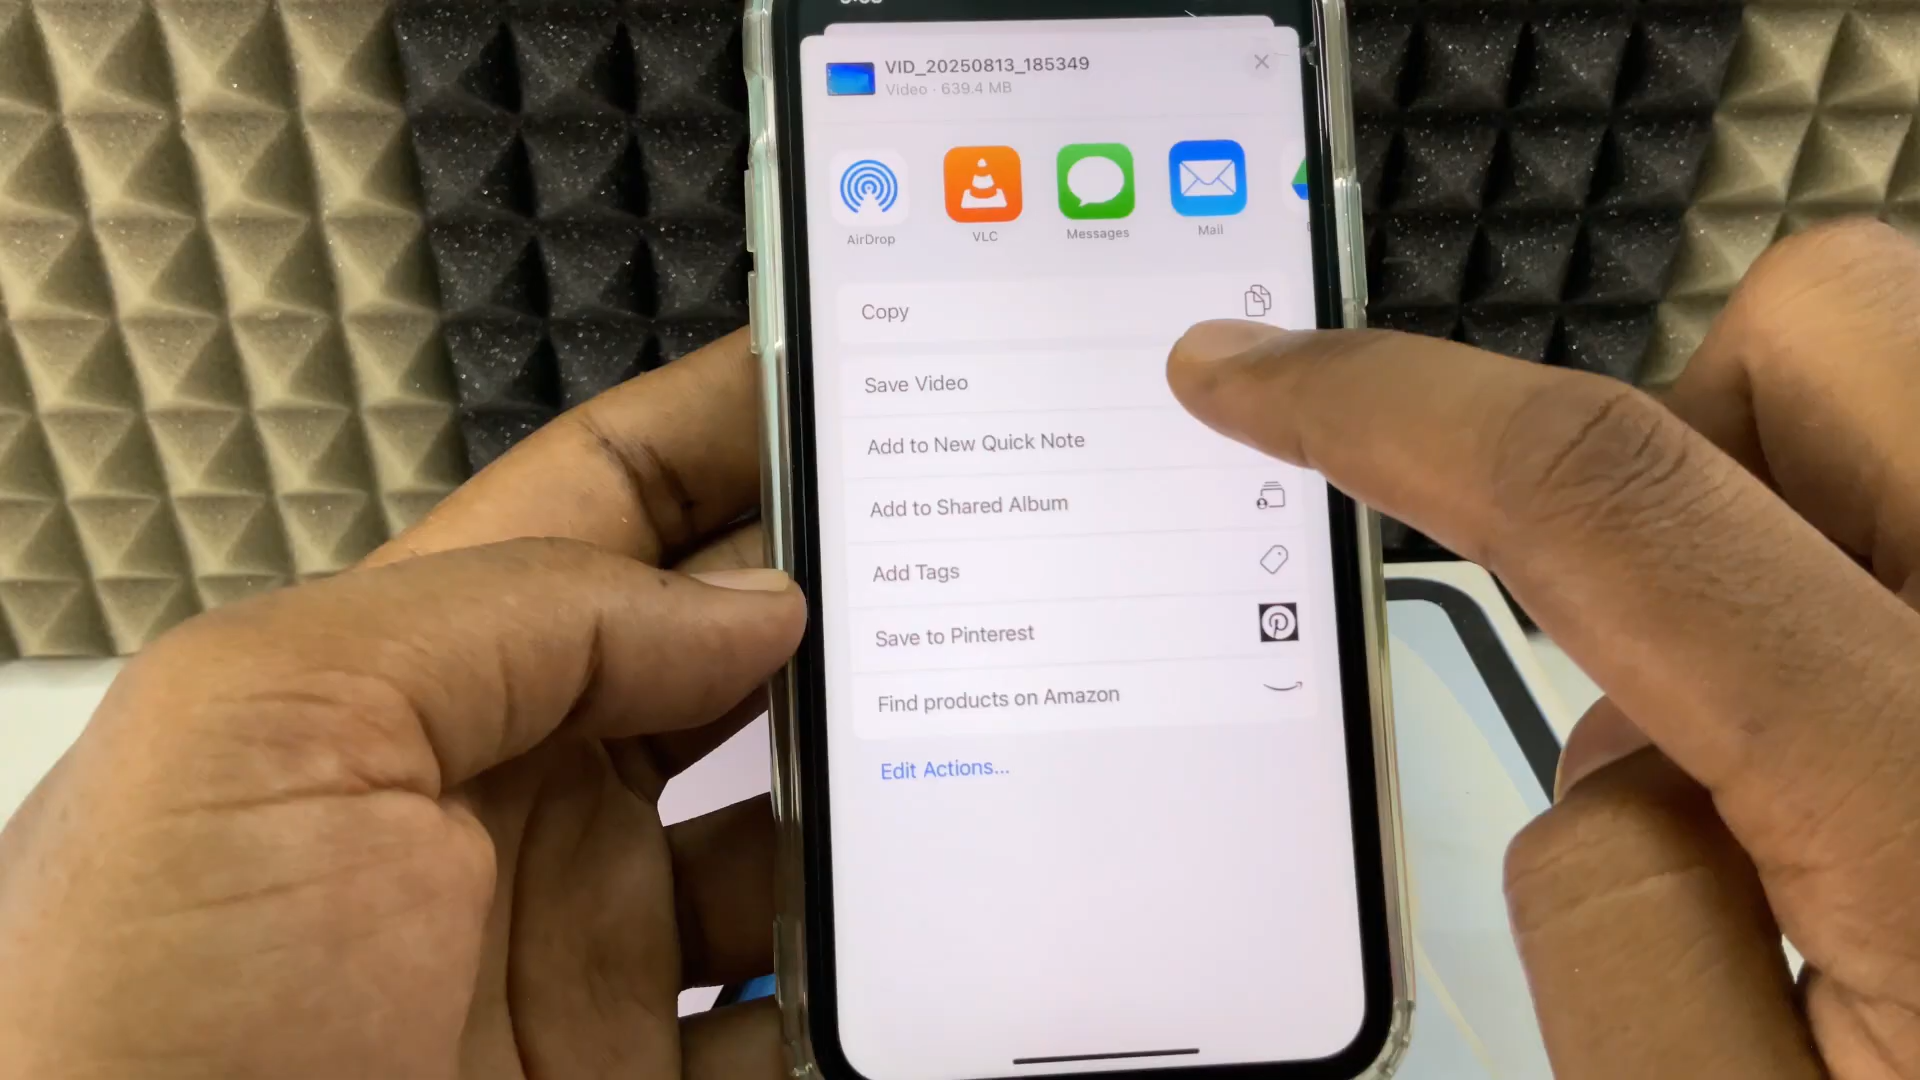 VID_20250813_185349
Video · 639.4 MB
AirDrop
VLC
Messages
Mail
Copy
Save Video
Add to New Quick Note
Add to Shared Album
Add Tags
Save to Pinterest
Find products on Amazon
Edit Actions...